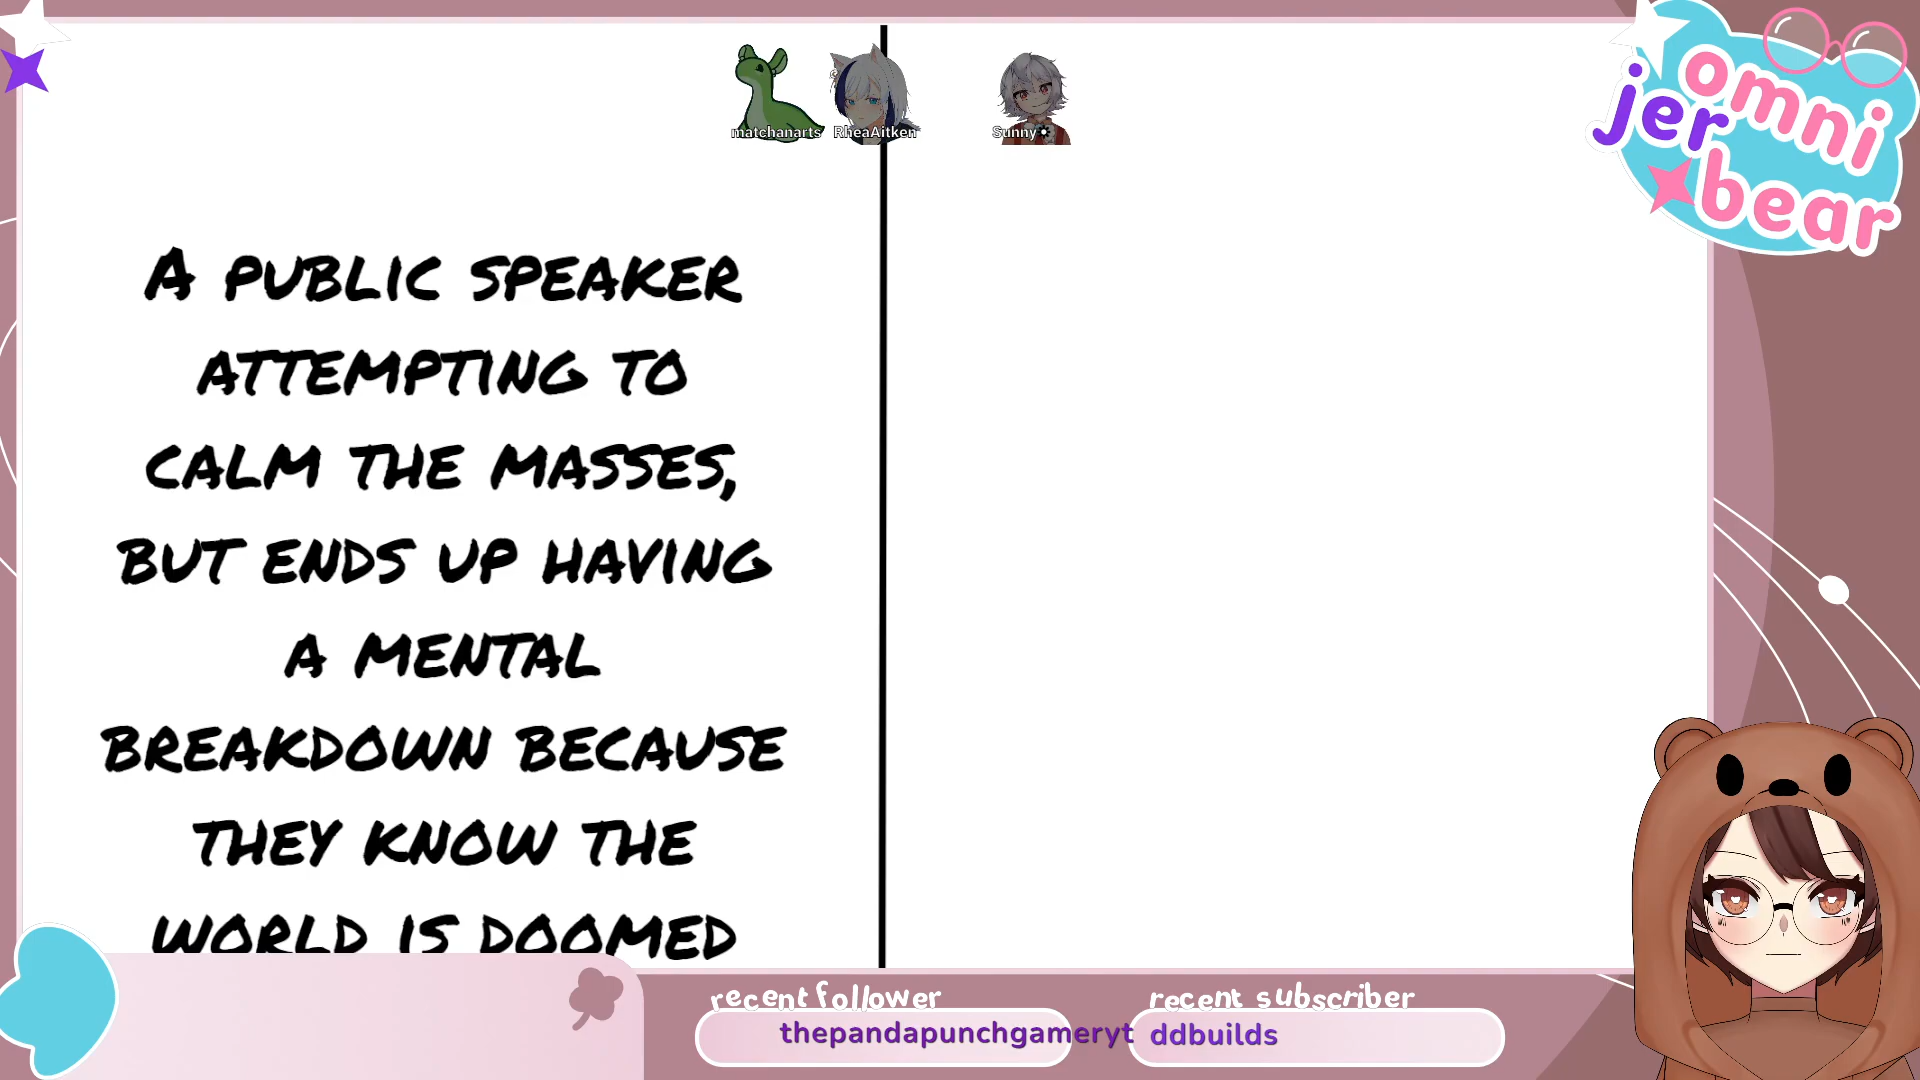 matchanarts RheaAitken Sunny
omni
jer
bear
A PUBLIC SPEAKER
ATTEMPTING TO
CALM THE MASSES,
BUT ENDS UP HAVING
A MENTAL
BREAKDOWN BECAUSE
THEY KNOW THE
WORLD IS DOOMED
recent follower
thepandapunchgameryt
recent subscriber
ddbuilds